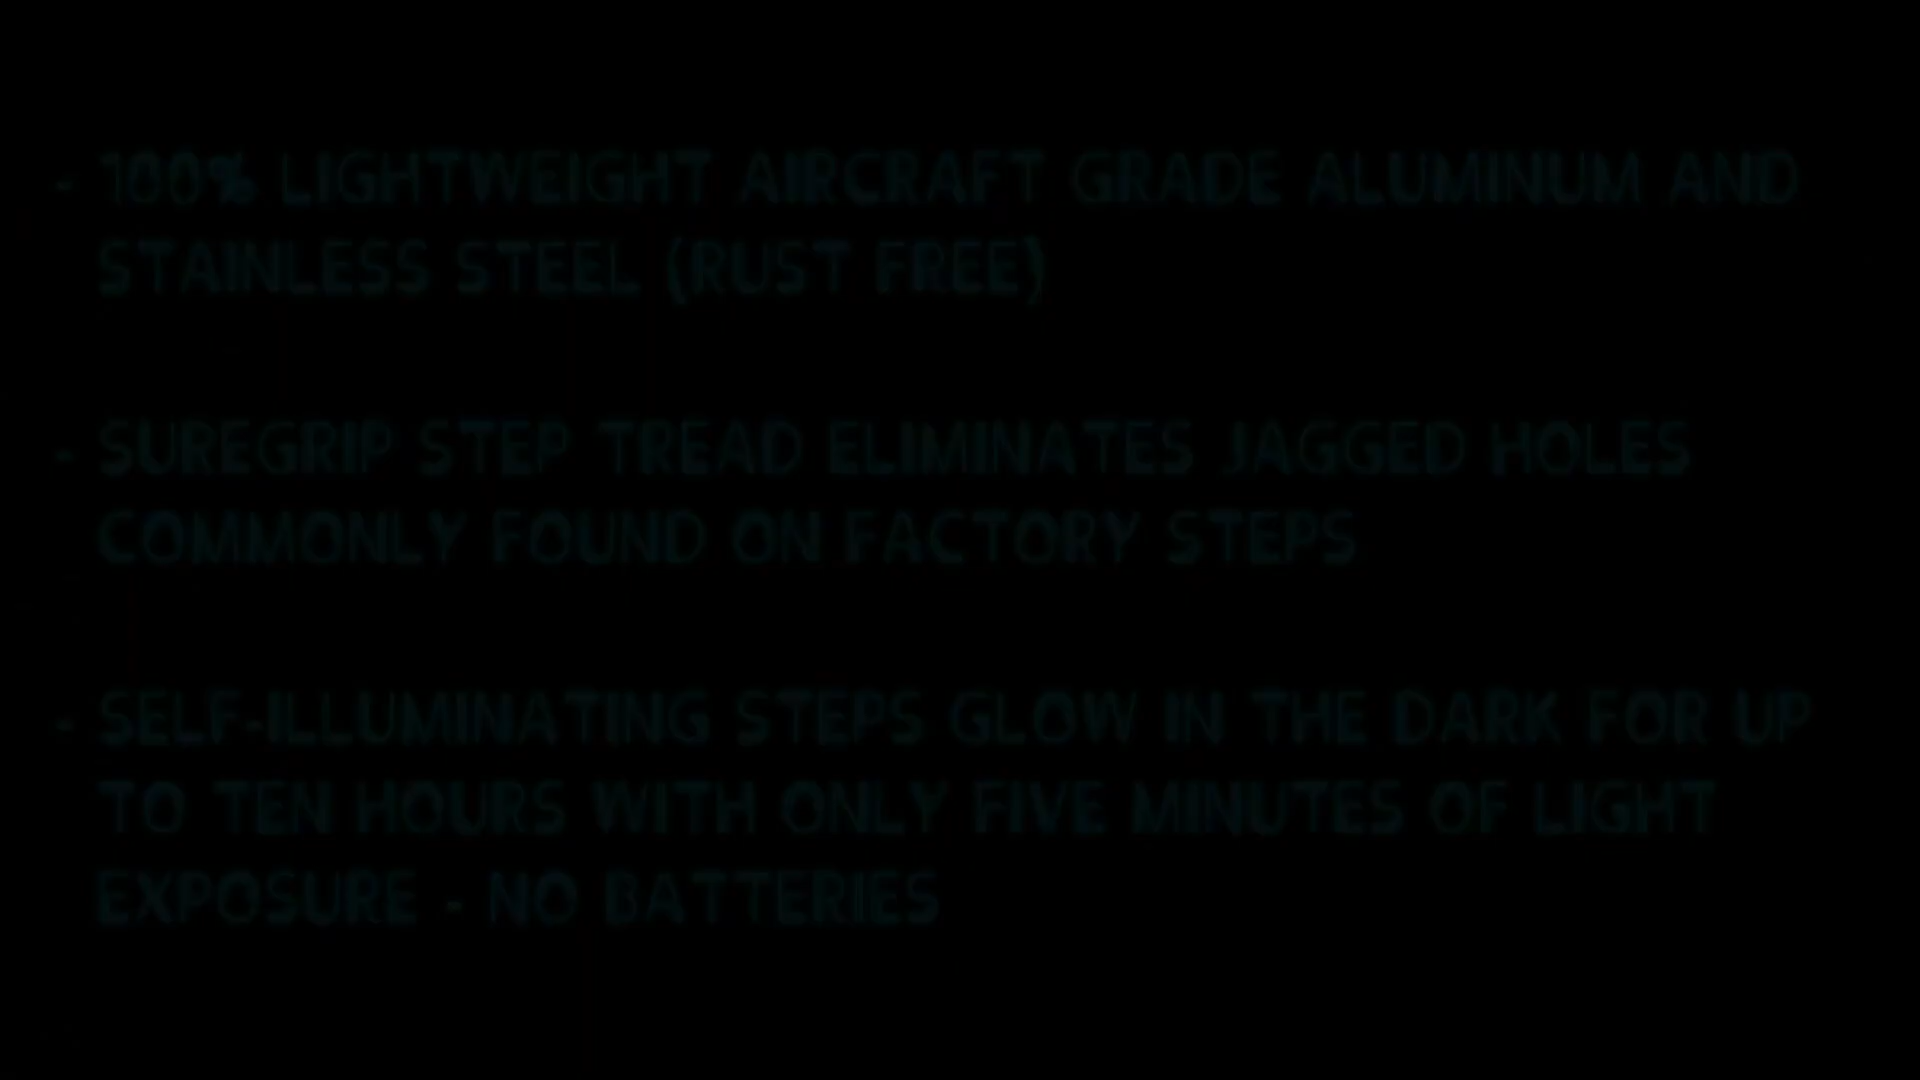 - 100% LIGHTWEIGHT AIRCRAFT GRADE ALUMINUM AND
STAINLESS STEEL (RUST FREE)
- SUREGRIP STEP TREAD ELIMINATES JAGGED HOLES
COMMONLY FOUND ON FACTORY STEPS
- SELF-ILLUMINATING STEPS GLOW IN THE DARK FOR UP
TO TEN HOURS WITH ONLY FIVE MINUTES OF LIGHT
EXPOSURE - NO BATTERIES